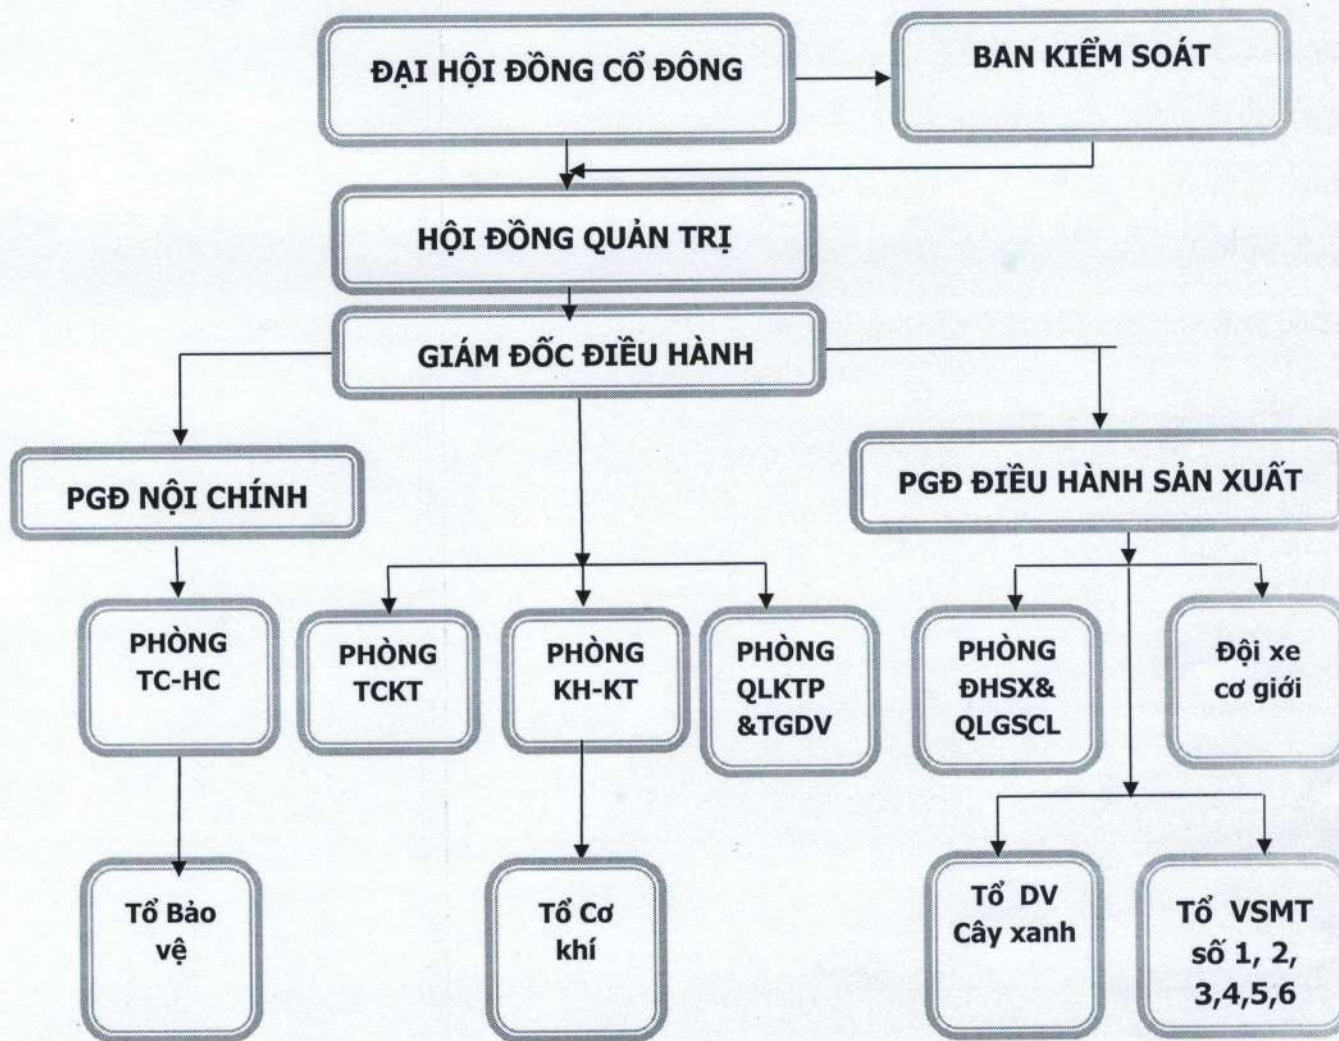 ĐẠI HỘI ĐỒNG CỔ ĐÔNG
BAN KIỂM SOÁT
HỘI ĐỒNG QUẢN TRỊ
GIÁM ĐỐC ĐIỀU HÀNH
PGĐ NỘI CHÍNH
PGĐ ĐIỀU HÀNH SẢN XUẤT
PHÒNG
TC-HC
PHÒNG
TCKT
PHÒNG
KH-KT
PHÒNG
QLKTP
&TGDV
PHÒNG
ĐHSX&
QLGSCL
Đội xe
cơ giới
Tổ Bảo
vệ
Tổ Cơ
khí
Tổ DV
Cây xanh
Tổ VSMT
số 1, 2,
3,4,5,6